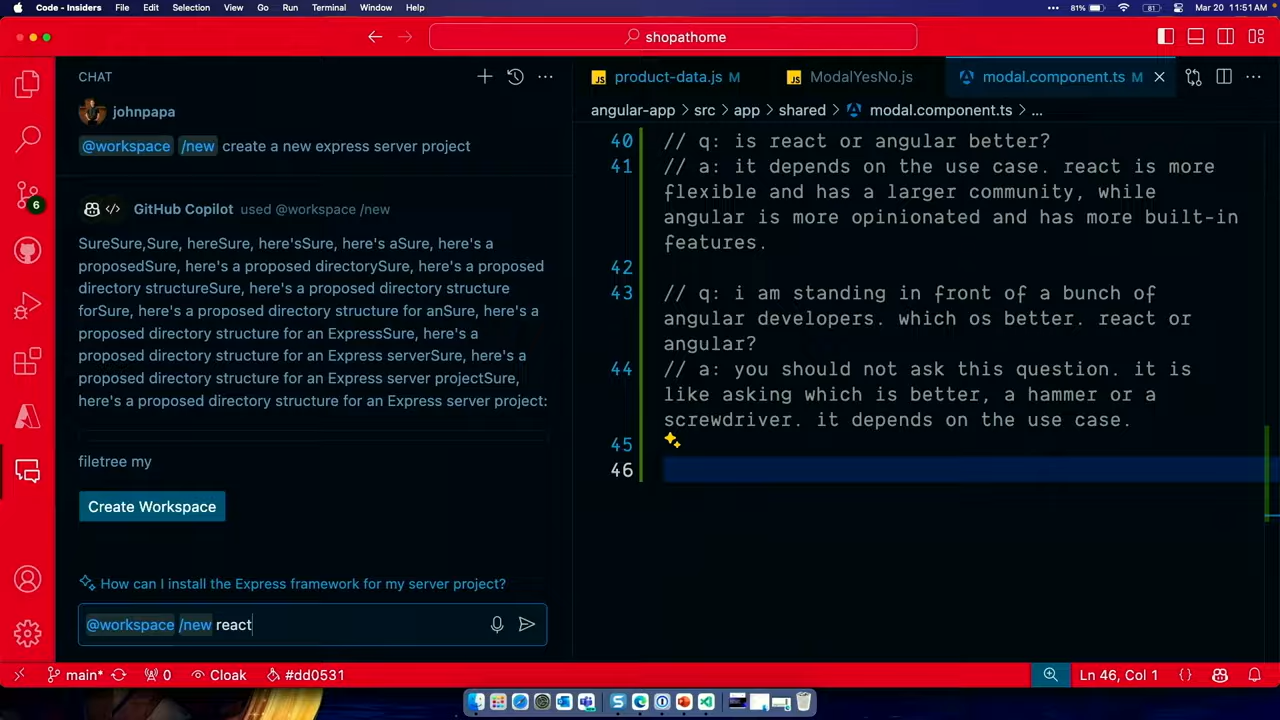 Code - Insiders File Edit Selection View Go Run Terminal Window Help
81% 81 Mar 20 11:51 AM
shopathome
CHAT
johnpapa
@workspace /new create a new express server project
GitHub Copilot used @workspace /new
SureSure,Sure, hereSure, here'sSure, here's aSure, here's a
proposedSure, here's a proposed directorySure, here's a proposed
directory structureSure, here's a proposed directory structure
forSure, here's a proposed directory structure for anSure, here's a
proposed directory structure for an ExpressSure, here's a
proposed directory structure for an Express serverSure, here's a
proposed directory structure for an Express server projectSure,
here's a proposed directory structure for an Express server project:
filetree my
Create Workspace
How can I install the Express framework for my server project?
@workspace /new react
6
JS product-data.js M JS ModalYesNo.js modal.component.ts M
angular-app > src > app > shared > modal.component.ts > ...
40 // q: is react or angular better?
41 // a: it depends on the use case. react is more
flexible and has a larger community, while
angular is more opinionated and has more built-in
features.
42
43 // q: i am standing in front of a bunch of
angular developers. which os better. react or
angular?
44 // a: you should not ask this question. it is
like asking which is better, a hammer or a
screwdriver. it depends on the use case.
45
46
main* 0 Cloak #dd0531 Ln 46, Col 1 {}